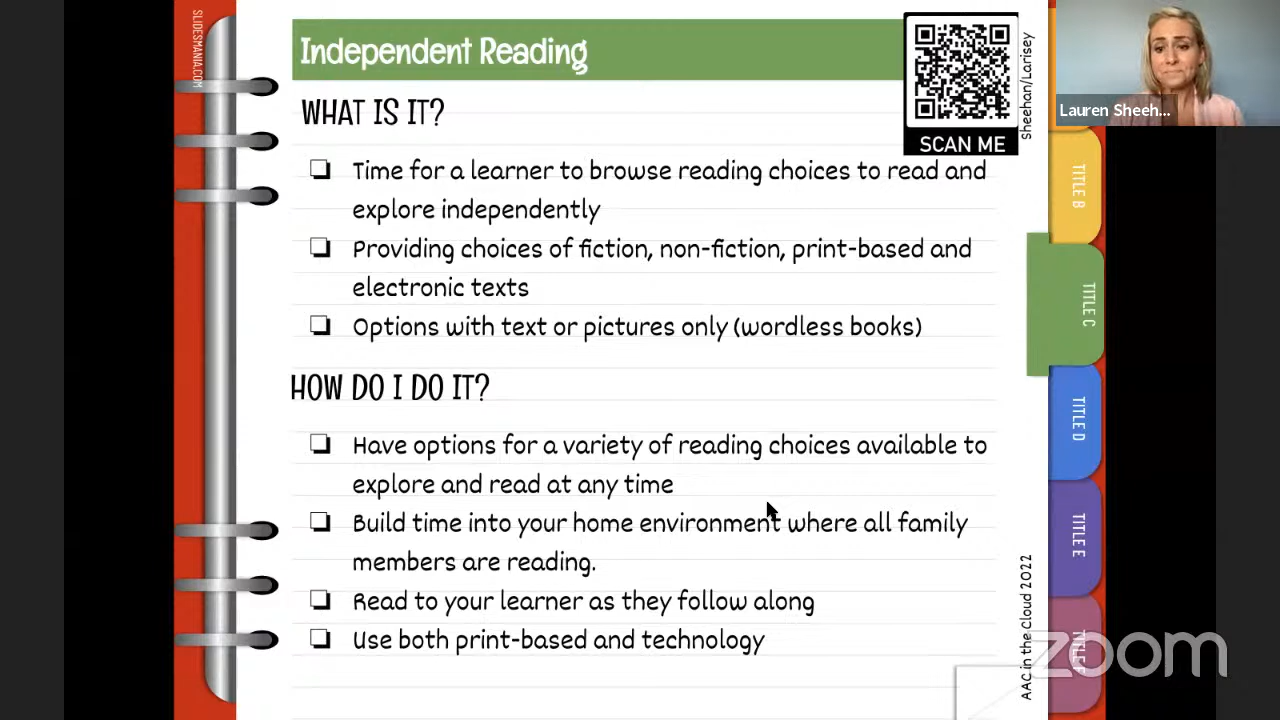 SLIDESMANIA.COM
Independent Reading
SCAN ME
sheehan/Larisey
Lauren Sheeh...
WHAT IS IT?
Time for a learner to browse reading choices to read and
explore independently
Providing choices of fiction, non-fiction, print-based and
electronic texts
Options with text or pictures only (wordless books)
HOW DO I DO IT?
Have options for a variety of reading choices available to
explore and read at any time
Build time into your home environment where all family
members are reading.
Read to your learner as they follow along
Use both print-based and technology
TITLE B
TITLE C
TITLE D
TITLE E
AAC in the Cloud 2022
zoom